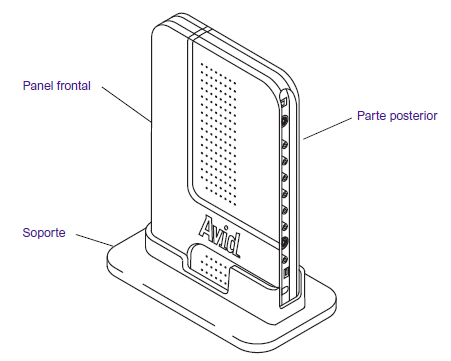 Panel frontal
Parte posterior
Avid
Soporte